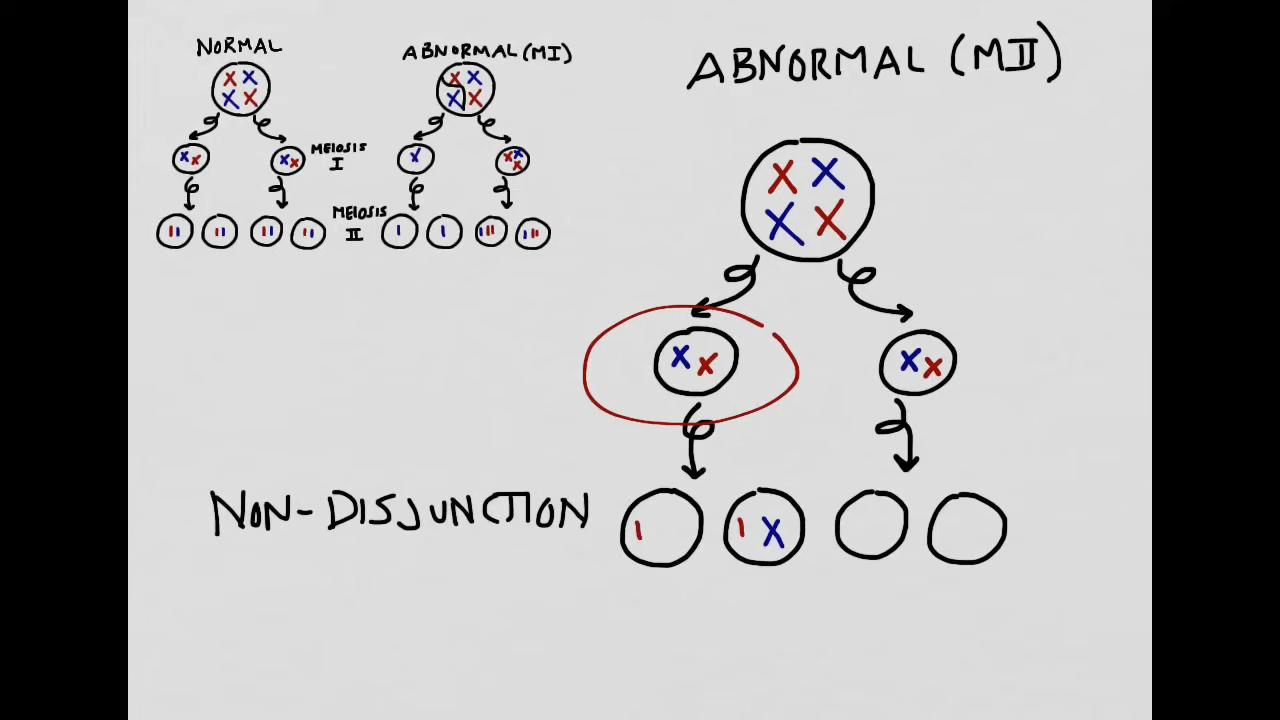 NORMAL
ABNORMAL (MI)
MEIOSIS
I
MEIOSIS
II
ABNORMAL (MII)
NON-DISJUNCTION